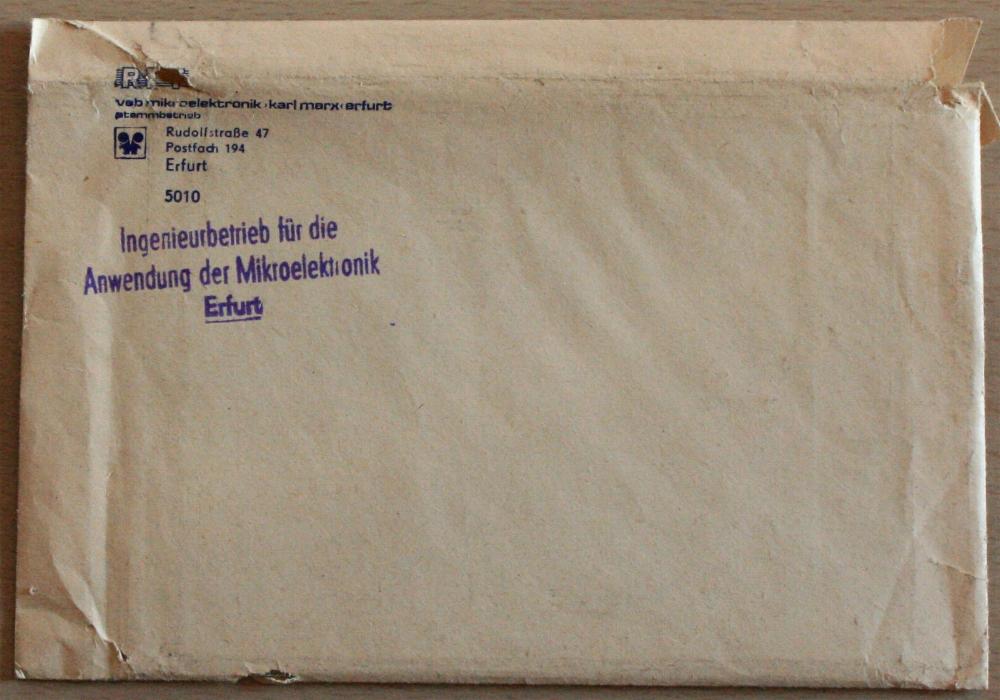 RFT
veb mikroelektronik · karl marx · erfurt
stammbetrieb
Rudolfstraße 47
Postfach 194
Erfurt
5010
Ingenieurbetrieb für die
Anwendung der Mikroelektronik
Erfurt